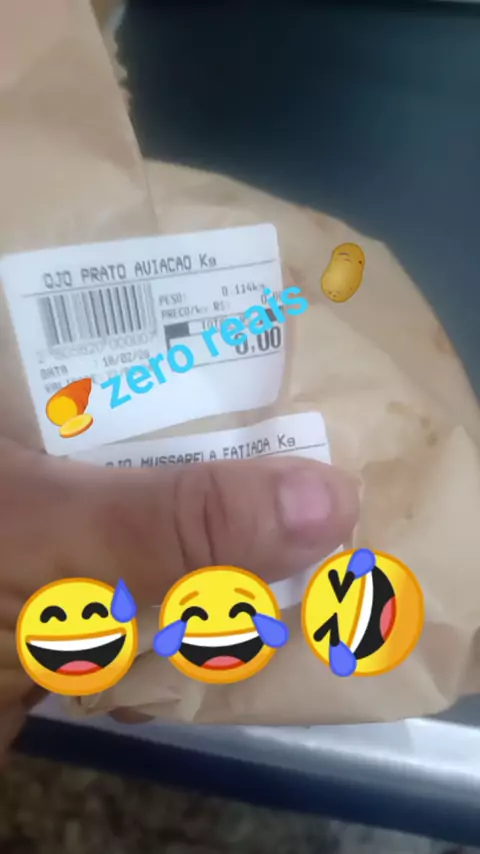 QJO PRATO AVIACAO Kg
PESO: 0.114kg
PRECO/kg R$:
TOTAL
0,00
DATA : 18/02/20
zero reais
QJO MUSSARELA FATIADA Kg